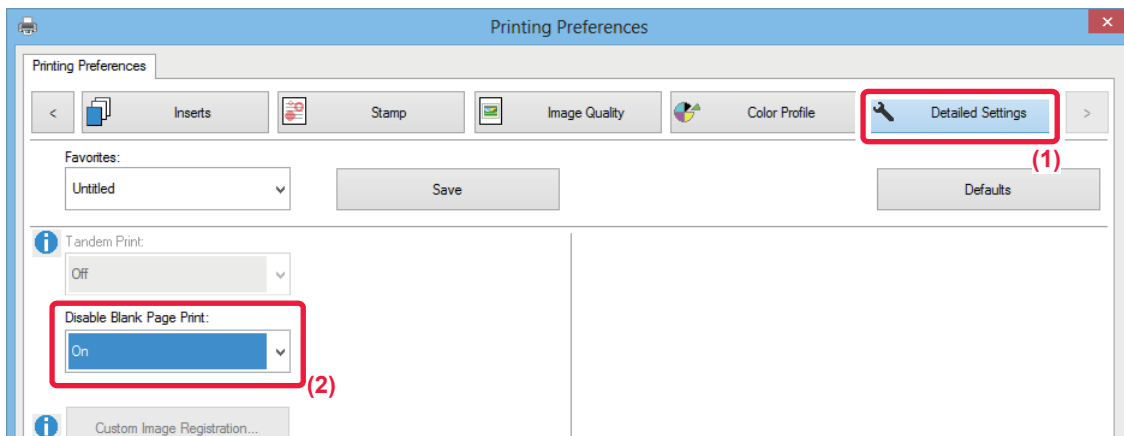 Printing Preferences
Printing Preferences
< Inserts Stamp Image Quality Color Profile Detailed Settings >
(1)
Favorites:
Untitled Save Defaults
Tandem Print:
Off
Disable Blank Page Print:
On
(2)
Custom Image Registration...